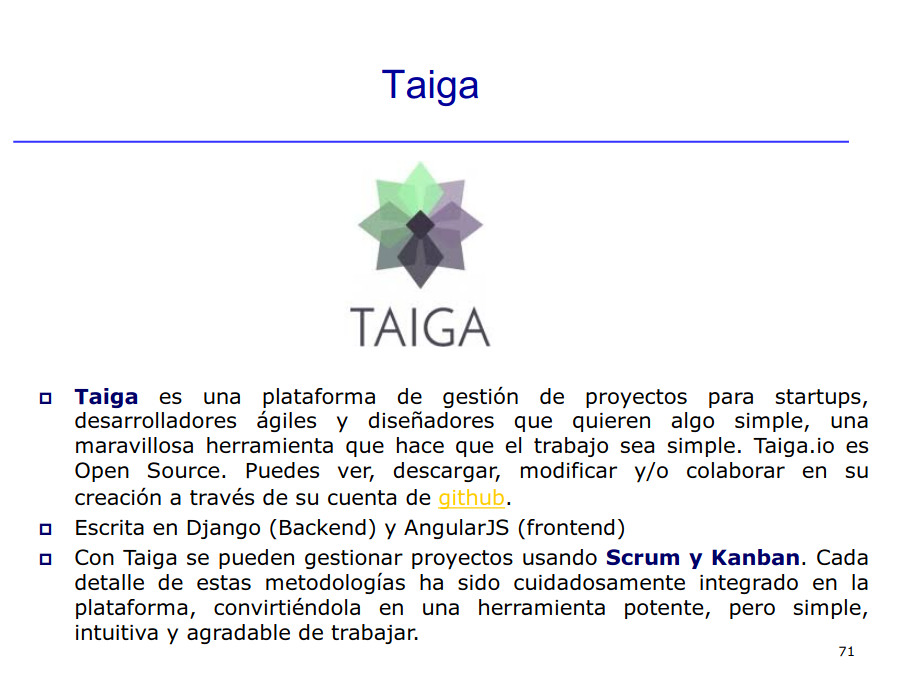 Taiga
TAIGA
Taiga es una plataforma de gestión de proyectos para startups,
desarrolladores ágiles y diseñadores que quieren algo simple, una
maravillosa herramienta que hace que el trabajo sea simple. Taiga.io es
Open Source. Puedes ver, descargar, modificar y/o colaborar en su
creación a través de su cuenta de github.
Escrita en Django (Backend) y AngularJS (frontend)
Con Taiga se pueden gestionar proyectos usando Scrum y Kanban. Cada
detalle de estas metodologías ha sido cuidadosamente integrado en la
plataforma, convirtiéndola en una herramienta potente, pero simple,
intuitiva y agradable de trabajar.
71